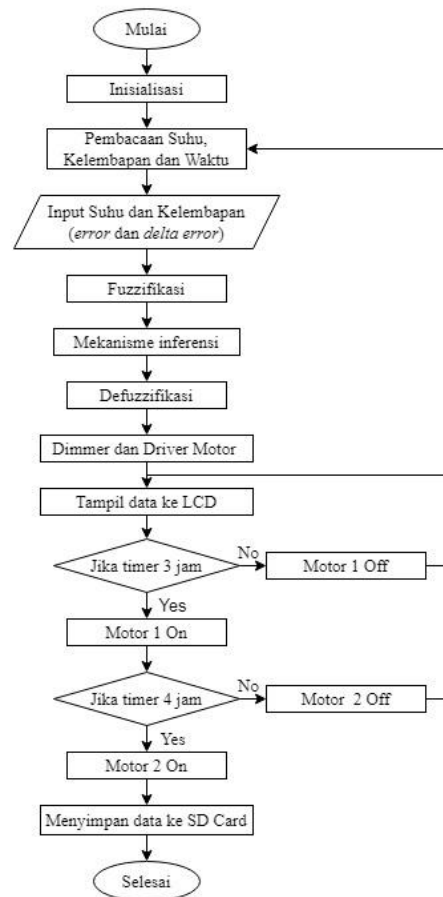 Mulai
Inisialisasi
Pembacaan Suhu,
Kelembapan dan Waktu
Input Suhu dan Kelembapan
(error dan delta error)
Fuzzifikasi
Mekanisme inferensi
Defuzzifikasi
Dimmer dan Driver Motor
Tampil data ke LCD
Jika timer 3 jam
No
Motor 1 Off
Yes
Motor 1 On
Jika timer 4 jam
No
Motor 2 Off
Yes
Motor 2 On
Menyimpan data ke SD Card
Selesai